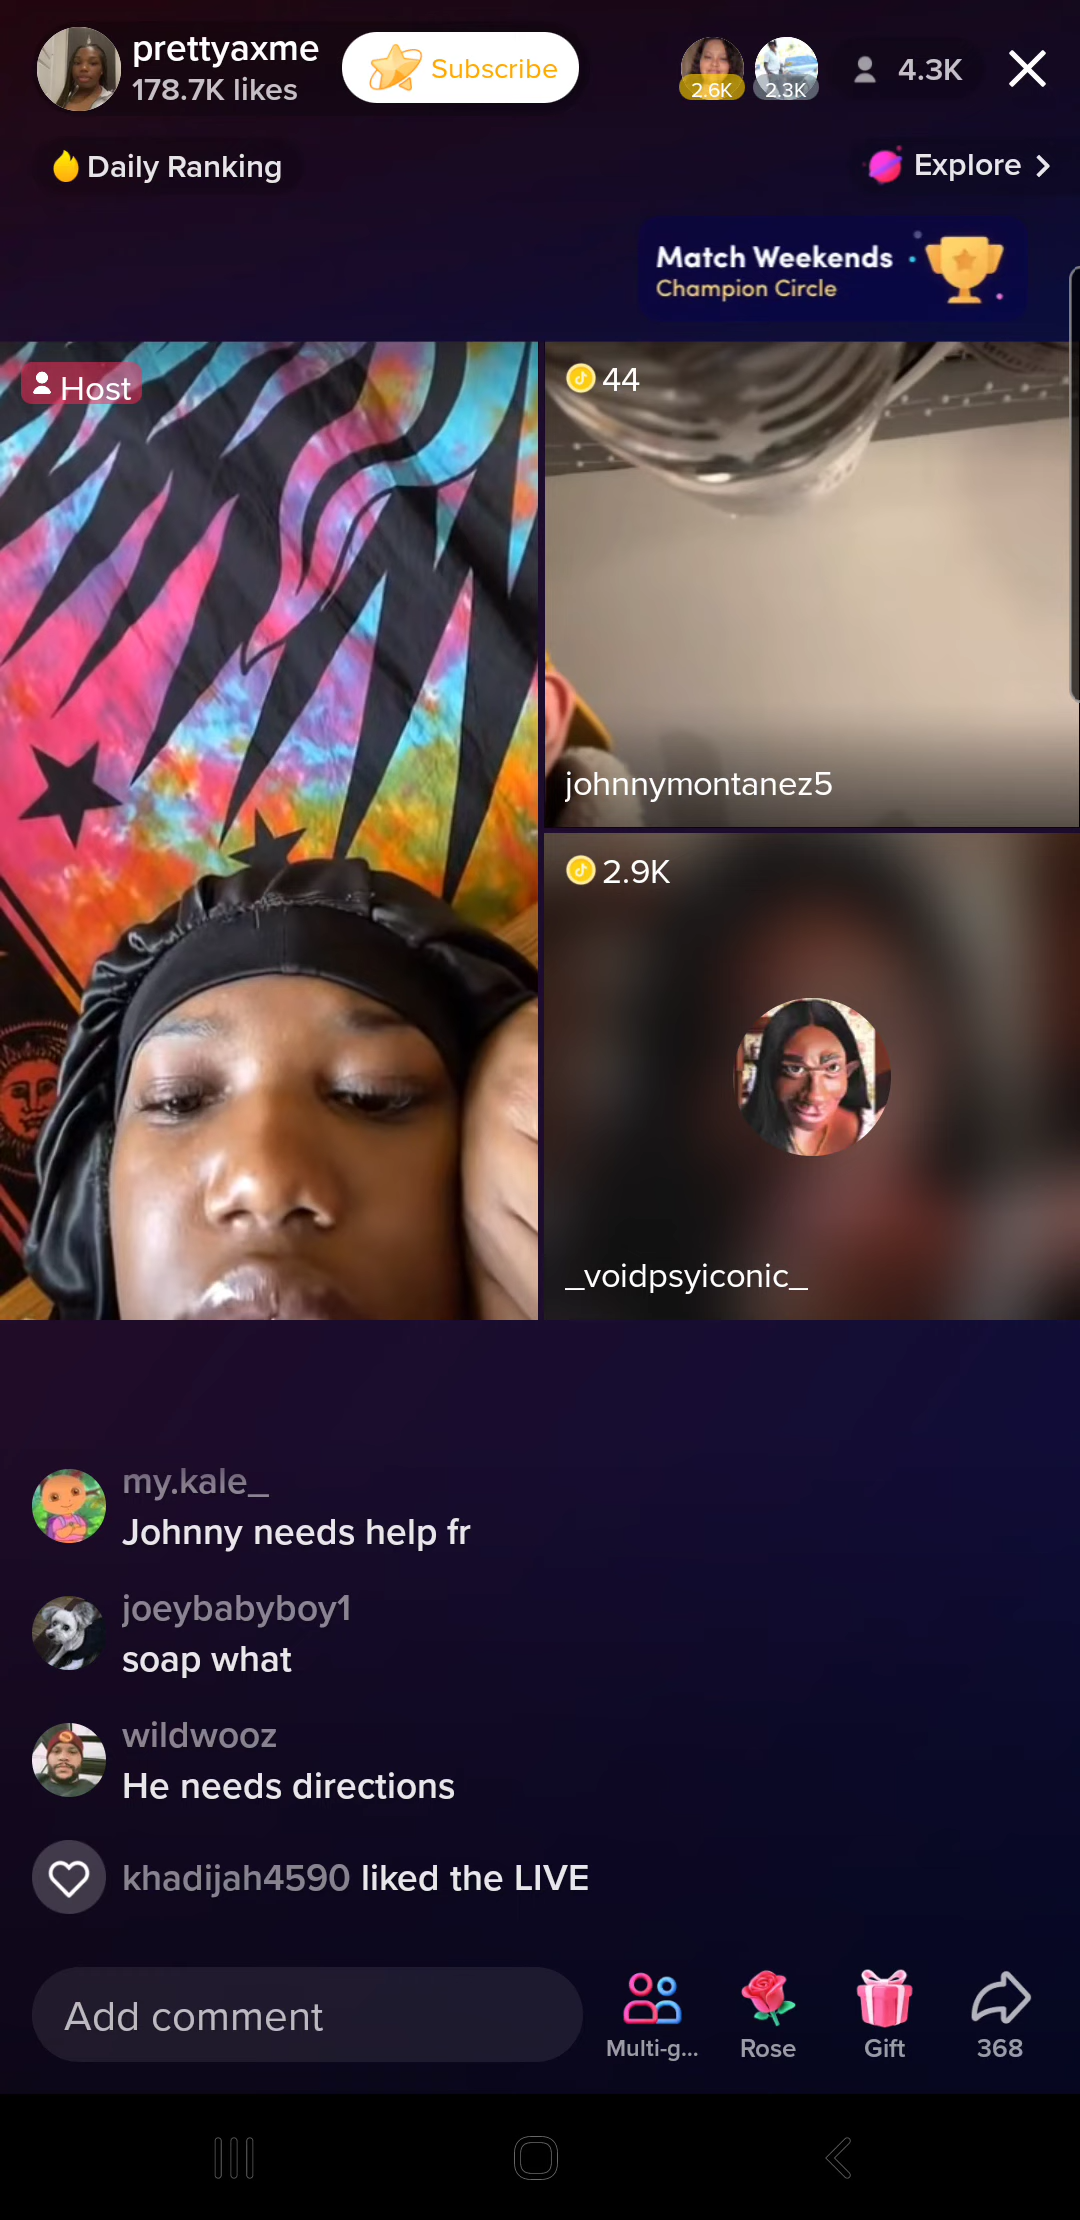 prettyaxme
178.7K likes
Subscribe
2.6K
2.3K
4.3K
Daily Ranking
Explore
Match Weekends
Champion Circle
Host
44
johnnymontanez5
2.9K
_voidpsyiconic_
my.kale_
Johnny needs help fr
joeybabyboy1
soap what
wildwooz
He needs directions
khadijah4590 liked the LIVE
Add comment
Multi-g...
Rose
Gift
368